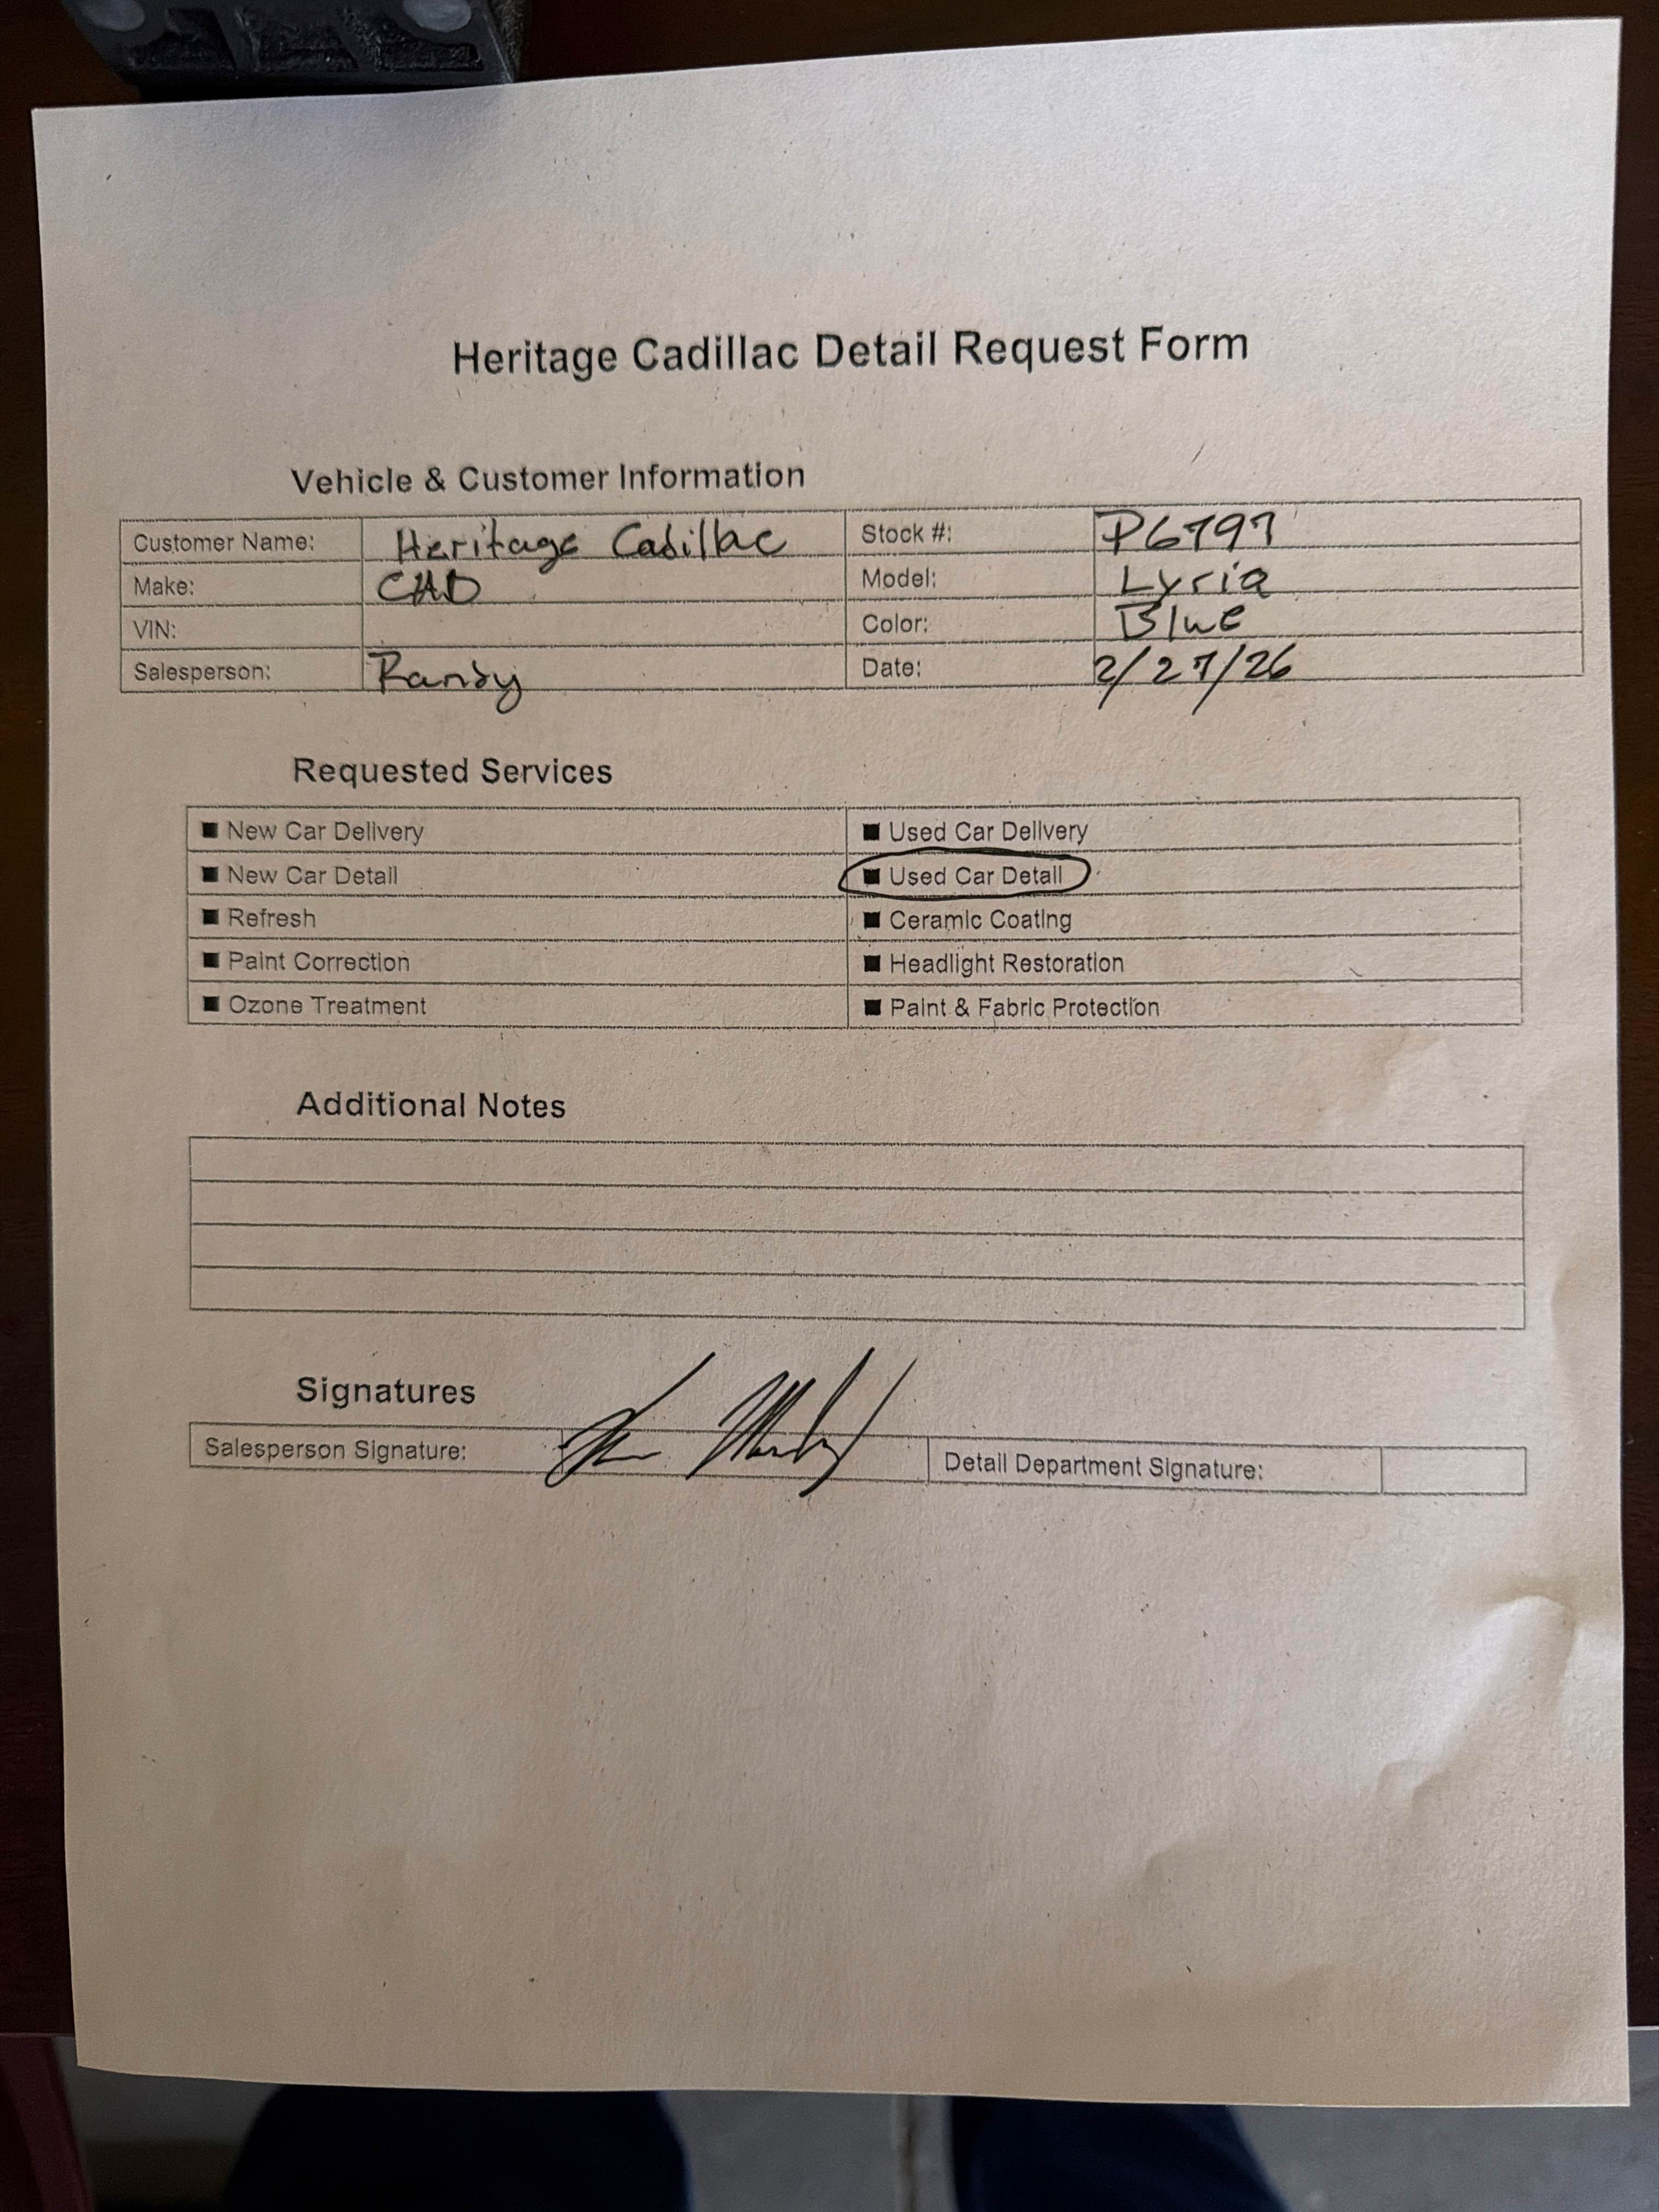 Heritage Cadillac Detail Request Form
Vehicle & Customer Information
Customer Name: Heritage Cadillac Stock #: P6797
Make: CAD Model: Lyria
VIN: Color: Blue
Salesperson: Randy Date: 2/27/26
Requested Services
■ New Car Delivery ■ Used Car Delivery
■ New Car Detail ■ Used Car Detail
■ Refresh ■ Ceramic Coating
■ Paint Correction ■ Headlight Restoration
■ Ozone Treatment ■ Paint & Fabric Protection
Additional Notes
Signatures
Salesperson Signature: Detail Department Signature: